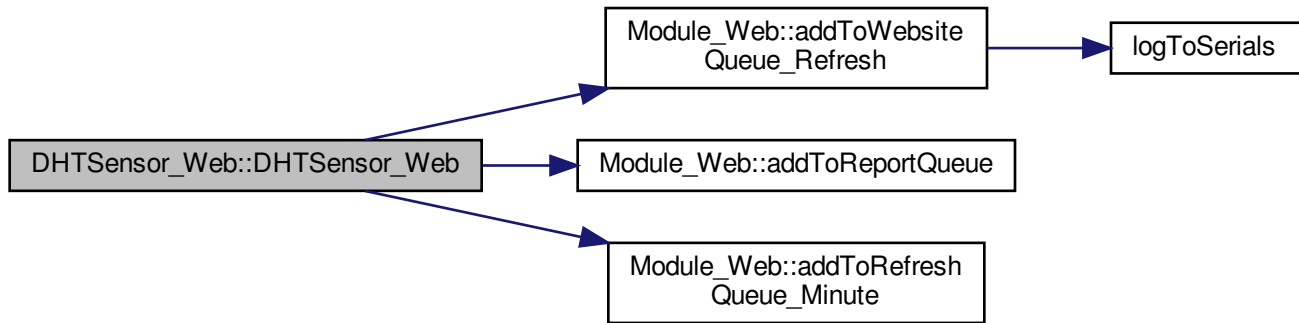 Module_Web::addToWebsite
Queue_Refresh
logToSerials
DHTSensor_Web::DHTSensor_Web
Module_Web::addToReportQueue
Module_Web::addToRefresh
Queue_Minute